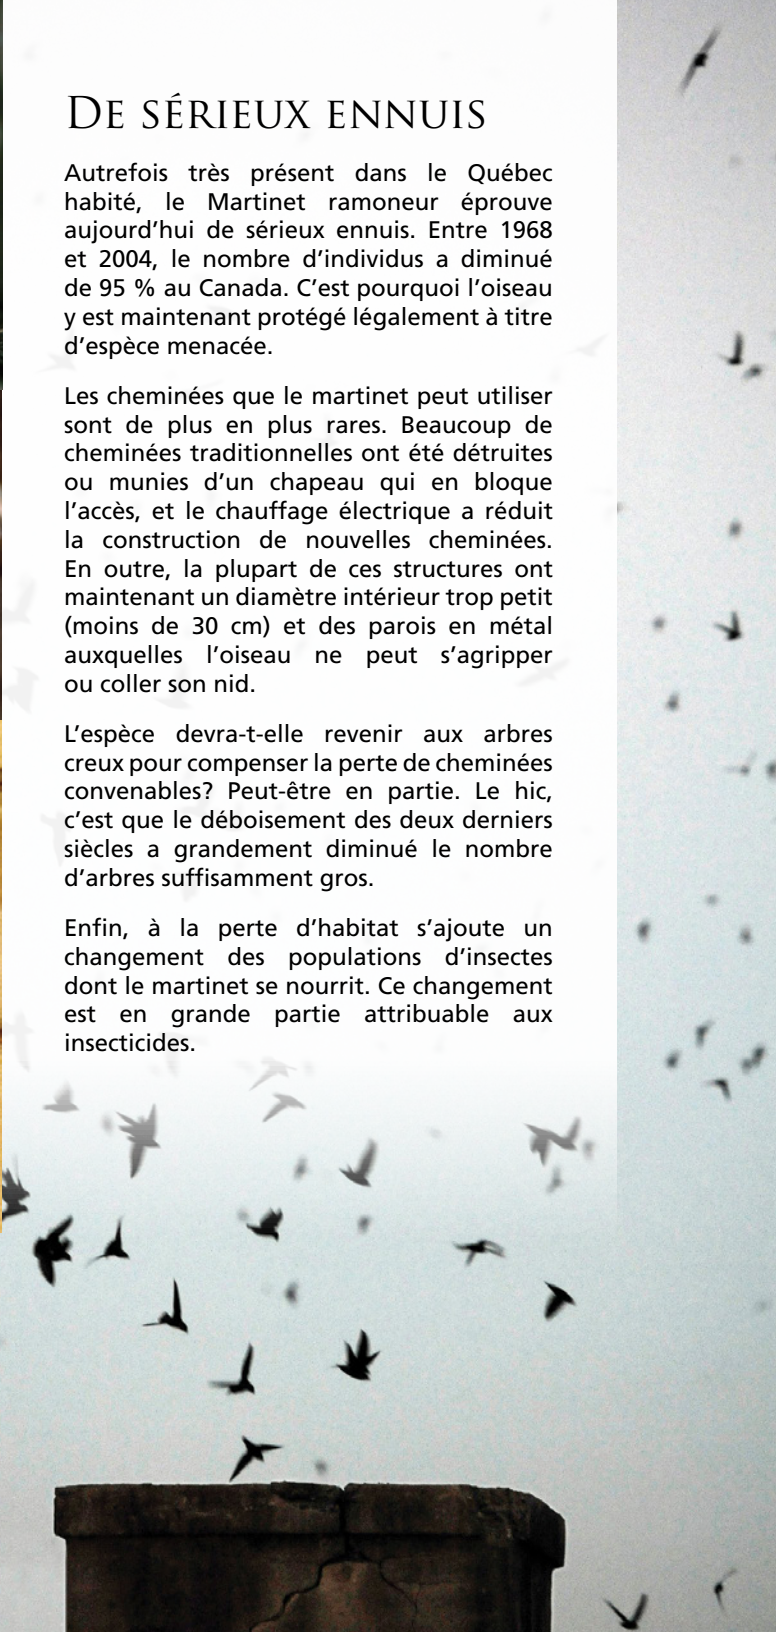 De sérieux ennuis
Autrefois très présent dans le Québec
habité, le Martinet ramoneur éprouve
aujourd’hui de sérieux ennuis. Entre 1968
et 2004, le nombre d’individus a diminué
de 95 % au Canada. C’est pourquoi l’oiseau
y est maintenant protégé légalement à titre
d’espèce menacée.
Les cheminées que le martinet peut utiliser
sont de plus en plus rares. Beaucoup de
cheminées traditionnelles ont été détruites
ou munies d’un chapeau qui en bloque
l’accès, et le chauffage électrique a réduit
la construction de nouvelles cheminées.
En outre, la plupart de ces structures ont
maintenant un diamètre intérieur trop petit
(moins de 30 cm) et des parois en métal
auxquelles l’oiseau ne peut s’agripper
ou coller son nid.
L’espèce devra-t-elle revenir aux arbres
creux pour compenser la perte de cheminées
convenables? Peut-être en partie. Le hic,
c’est que le déboisement des deux derniers
siècles a grandement diminué le nombre
d’arbres suffisamment gros.
Enfin, à la perte d’habitat s’ajoute un
changement des populations d’insectes
dont le martinet se nourrit. Ce changement
est en grande partie attribuable aux
insecticides.